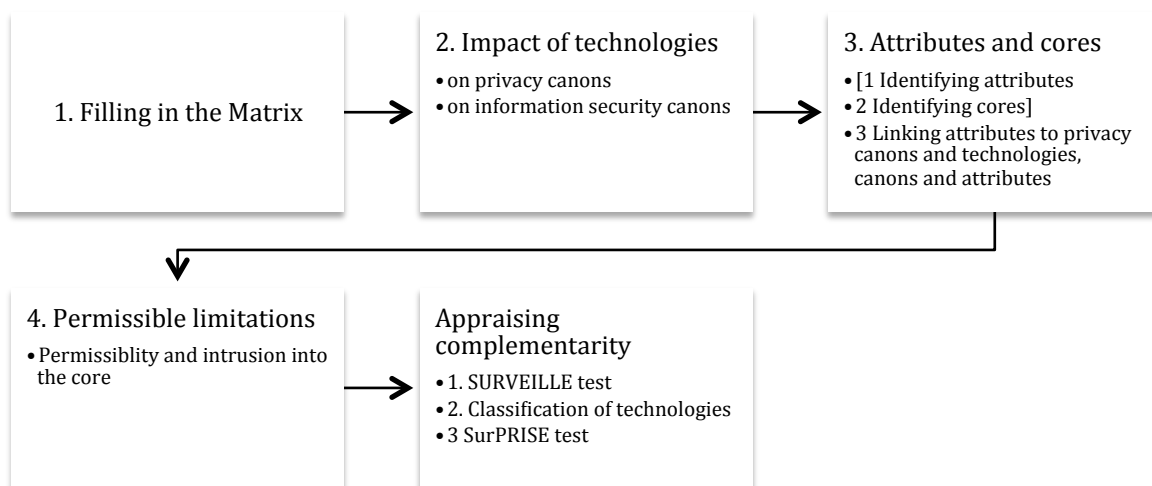 1. Filling in the Matrix
2. Impact of technologies
• on privacy canons
• on information security canons
3. Attributes and cores
• [1 Identifying attributes
• 2 Identifying cores]
• 3 Linking attributes to privacy
canons and technologies,
canons and attributes
4. Permissible limitations
• Permissiblity and intrusion into
the core
Appraising
complementarity
• 1. SURVEILLE test
• 2. Classification of technologies
• 3 SurPRISE test